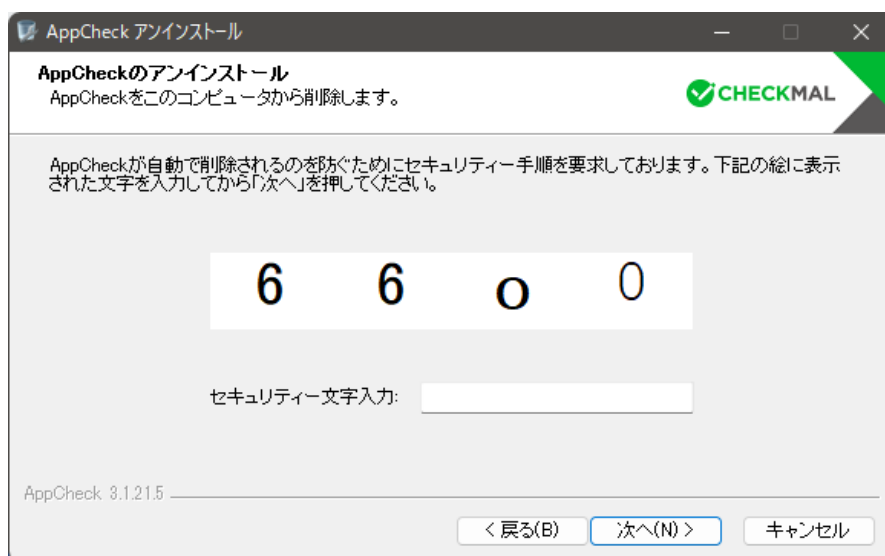 AppCheck アンインストール
AppCheckのアンインストール
AppCheckをこのコンピュータから削除します。
CHECKMAL
AppCheckが自動で削除されるのを防ぐためにセキュリティー手順を要求しております。下記の絵に表示
された文字を入力してから「次へ」を押してください。
6 6 o 0
セキュリティー文字入力:
AppCheck 3.1.21.5
< 戻る(B) 次へ(N) > キャンセル